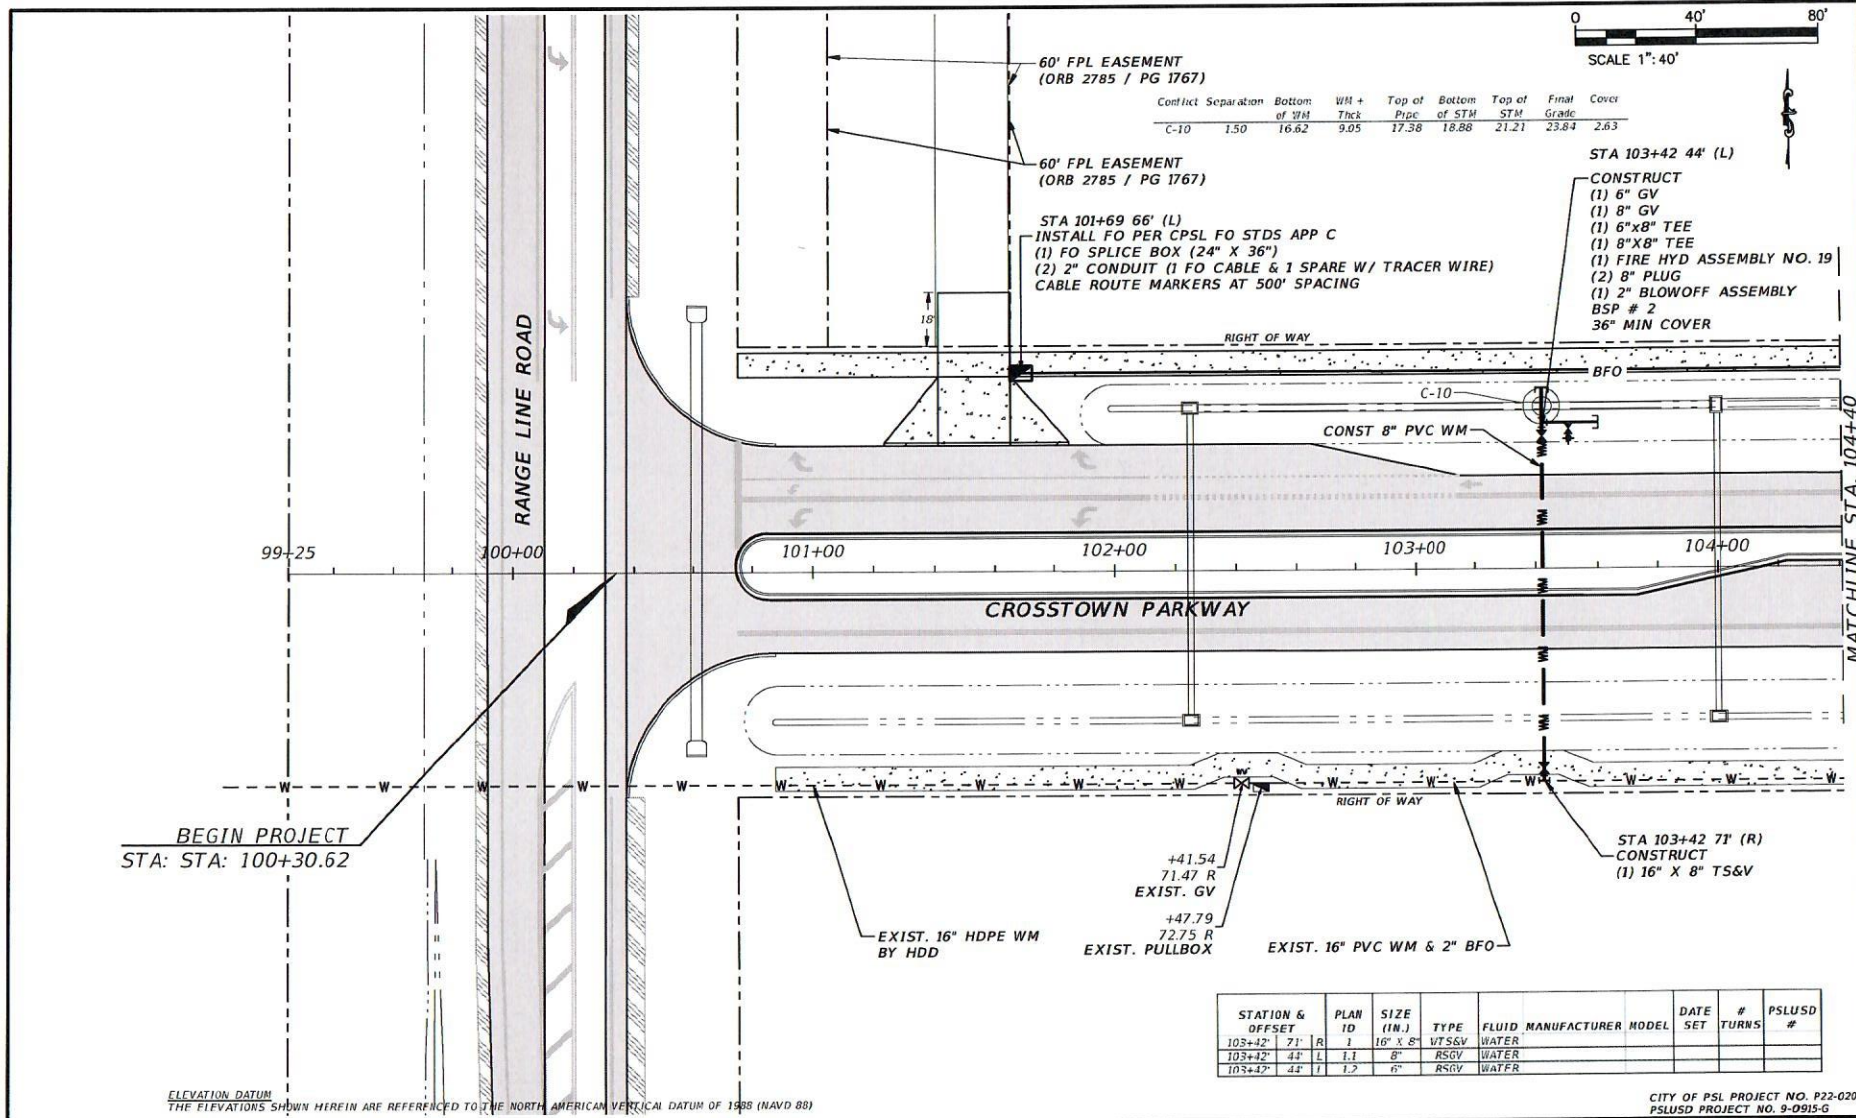 0 40' 80'
SCALE 1":40'
60' FPL EASEMENT
(ORB 2785 / PG 1767)
Conflict Separation Bottom of WM WM + Thck Top of Pipe Bottom of STM Top of STM Final Grade Cover
C-10 1.50 16.62 9.05 17.38 18.88 21.21 23.84 2.63
60' FPL EASEMENT
(ORB 2785 / PG 1767)
STA 103+42 44' (L)
CONSTRUCT
(1) 6" GV
(1) 8" GV
(1) 6"x8" TEE
(1) 8"X8" TEE
(1) FIRE HYD ASSEMBLY NO. 19
(2) 8" PLUG
(1) 2" BLOWOFF ASSEMBLY
BSP # 2
36" MIN COVER
STA 101+69 66' (L)
INSTALL FO PER CPSL FO STDS APP C
(1) FO SPLICE BOX (24" X 36")
(2) 2" CONDUIT (1 FO CABLE & 1 SPARE W/ TRACER WIRE)
CABLE ROUTE MARKERS AT 500' SPACING
18'
RIGHT OF WAY
BFO
C-10
CONST 8" PVC WM
WM
RANGE LINE ROAD
MATCHLINE STA. 104+40
WM
99+25 100+00 101+00 102+00 103+00 104+00
WM
CROSSTOWN PARKWAY
WM
WM
W W W W W W W W W W W W W W W W
RIGHT OF WAY
BEGIN PROJECT
STA: STA: 100+30.62
+41.54
71.47 R
EXIST. GV
+47.79
72.75 R
EXIST. PULLBOX
STA 103+42 71' (R)
CONSTRUCT
(1) 16" X 8" TS&V
EXIST. 16" HDPE WM
BY HDD
EXIST. 16" PVC WM & 2" BFO
STATION & OFFSET PLAN ID SIZE (IN.) TYPE FLUID MANUFACTURER MODEL DATE SET # TURNS PSLUSD #
103+42' 71' R 1 16" X 8" WTS&V WATER
103+42' 44' L 1.1 8" RSGV WATER
103+42' 44' L 1.2 6" RSGV WATER
ELEVATION DATUM
THE ELEVATIONS SHOWN HEREIN ARE REFERENCED TO THE NORTH AMERICAN VERTICAL DATUM OF 1988 (NAVD 88)
CITY OF PSL PROJECT NO. P22-020
PSLUSD PROJECT NO. 9-0915-G